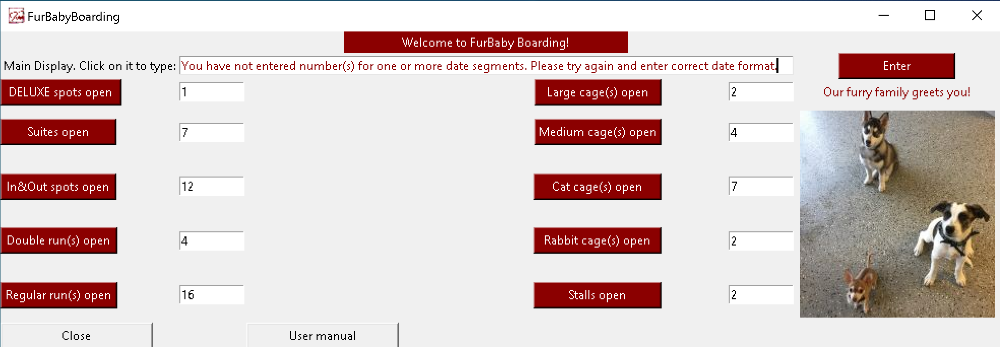 FurBabyBoarding
Welcome to FurBaby Boarding!
Main Display. Click on it to type: You have not entered number(s) for one or more date segments. Please try again and enter correct date format. Enter
DELUXE spots open 1 Large cage(s) open 2 Our furry family greets you!
Suites open 7 Medium cage(s) open 4
In&Out spots open 12 Cat cage(s) open 7
Double run(s) open 4 Rabbit cage(s) open 2
Regular run(s) open 16 Stalls open 2
Close User manual